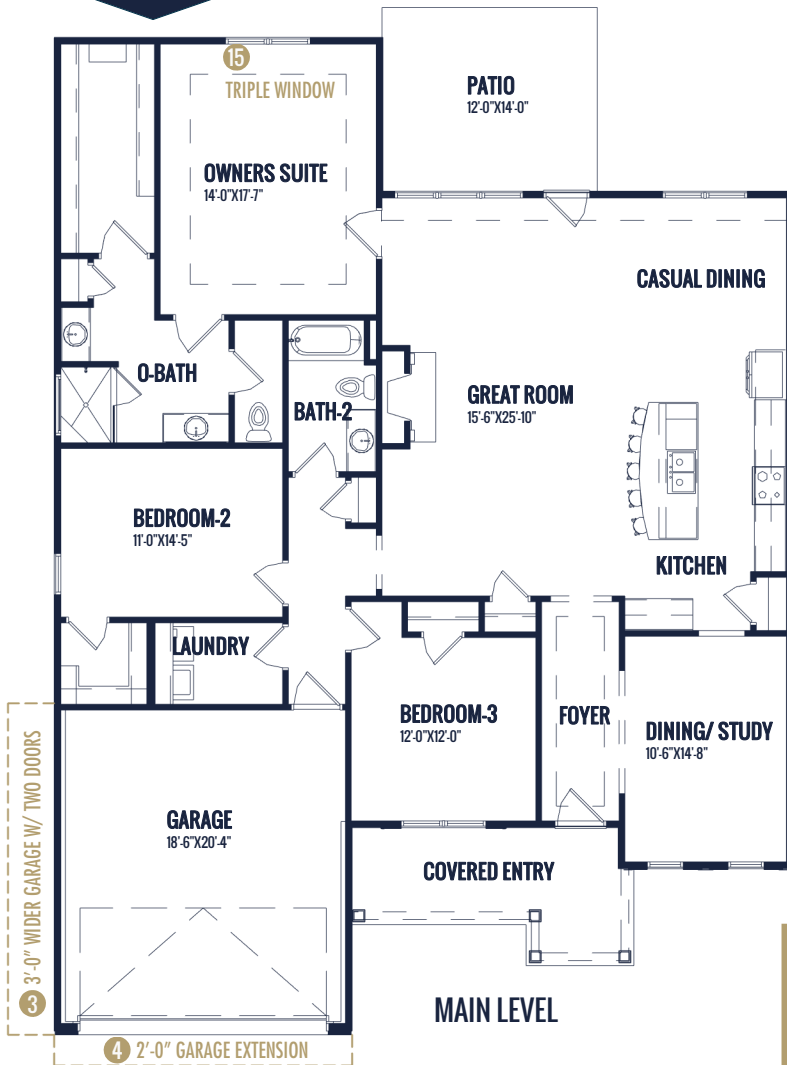 15
TRIPLE WINDOW
PATIO
12'-0"X14'-0"
OWNERS SUITE
14'-0"X17'-7"
CASUAL DINING
O-BATH
BATH-2
GREAT ROOM
15'-6"X25'-10"
BEDROOM-2
11'-0"X14'-5"
KITCHEN
LAUNDRY
BEDROOM-3
12'-0"X12'-0"
FOYER
DINING/ STUDY
10'-6"X14'-8"
GARAGE
18'-6"X20'-4"
COVERED ENTRY
3 3'-0" WIDER GARAGE W/ TWO DOORS
MAIN LEVEL
4 2'-0" GARAGE EXTENSION